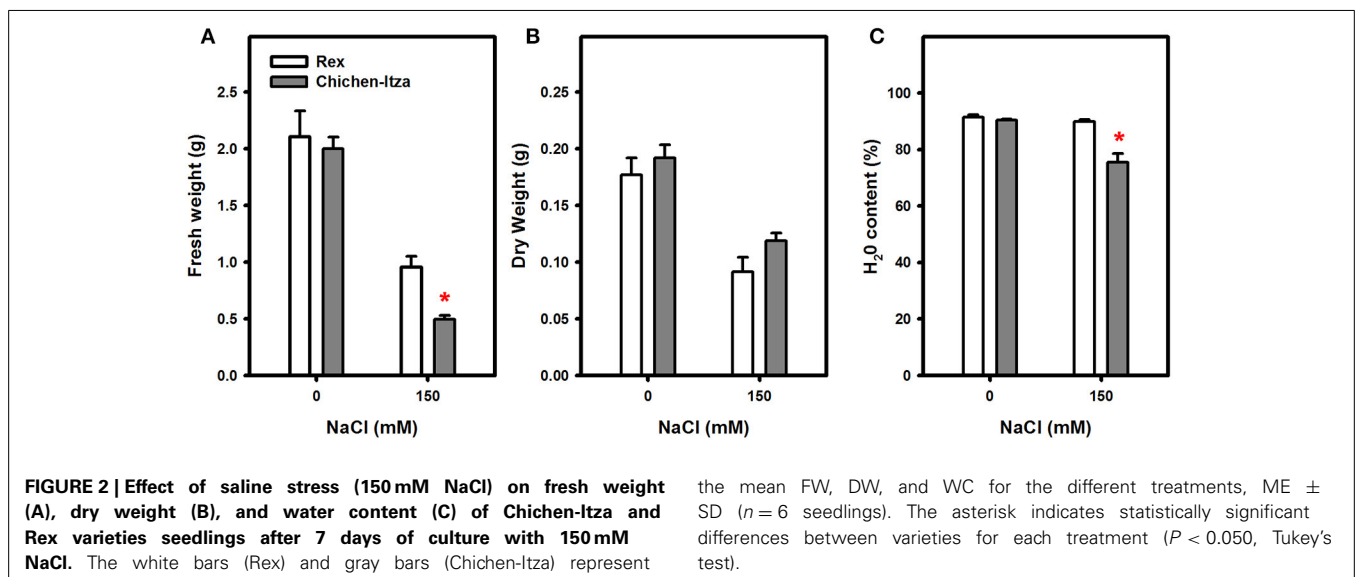 A
Rex
Chichen-Itza
Fresh weight (g)
2.5
2.0
1.5
1.0
0.5
0.0
*
0
150
NaCl (mM)
B
Dry Weight (g)
0.25
0.20
0.15
0.10
0.05
0.00
0
150
NaCl (mM)
C
H20 content (%)
100
80
60
40
20
0
*
0
150
NaCl (mM)
FIGURE 2 | Effect of saline stress (150 mM NaCl) on fresh weight
(A), dry weight (B), and water content (C) of Chichen-Itza and
Rex varieties seedlings after 7 days of culture with 150 mM
NaCl. The white bars (Rex) and gray bars (Chichen-Itza) represent
the mean FW, DW, and WC for the different treatments, ME ±
SD (n = 6 seedlings). The asterisk indicates statistically significant
differences between varieties for each treatment (P < 0.050, Tukey's
test).